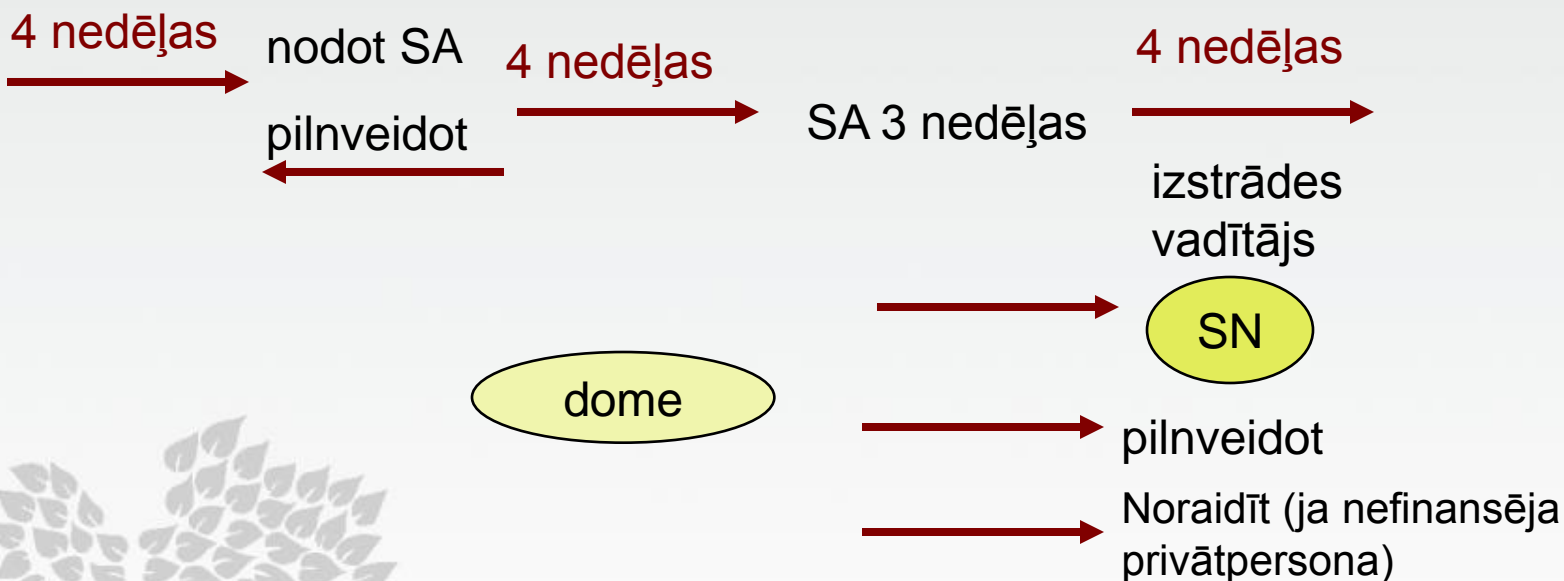 4 nedēļas
nodot SA
pilnveidot
4 nedēļas
SA 3 nedēļas
4 nedēļas
izstrādes
vadītājs
SN
dome
pilnveidot
Noraidīt (ja nefinansēja
privātpersona)